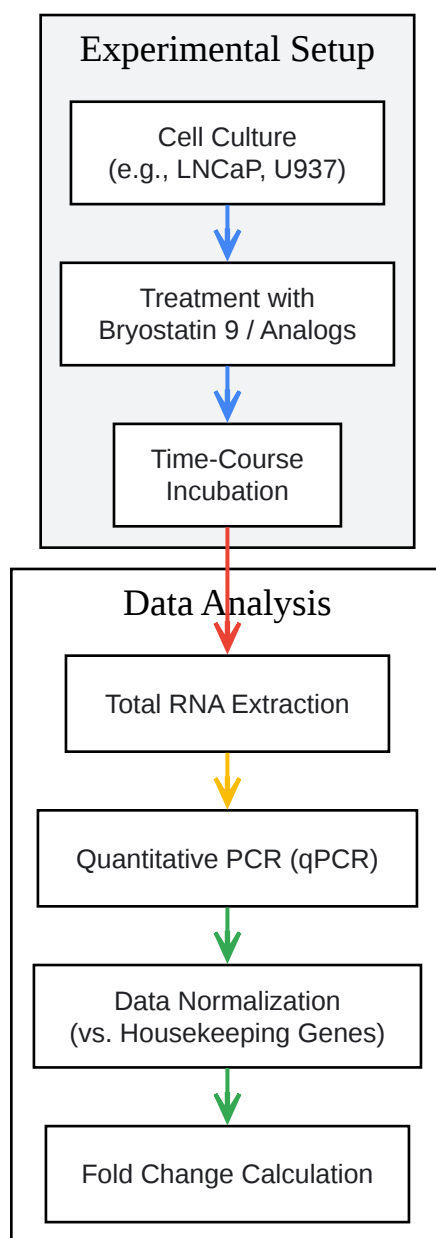 Experimental Setup
Cell Culture
(e.g., LNCaP, U937)
Treatment with
Bryostatin 9 / Analogs
Time-Course
Incubation
Data Analysis
Total RNA Extraction
Quantitative PCR (qPCR)
Data Normalization
(vs. Housekeeping Genes)
Fold Change Calculation